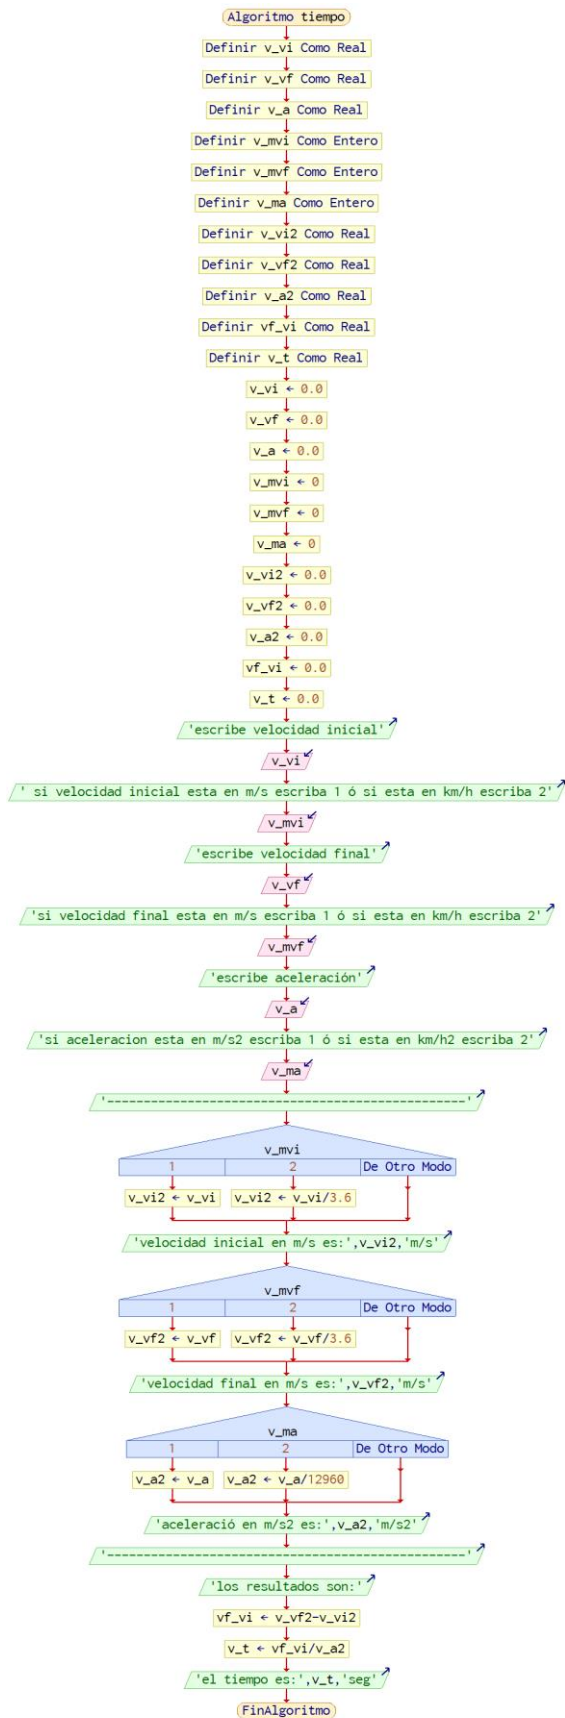 Algoritmo tiempo
Definir v_vi Como Real
Definir v_vf Como Real
Definir v_a Como Real
Definir v_mvi Como Entero
Definir v_mvf Como Entero
Definir v_ma Como Entero
Definir v_vi2 Como Real
Definir v_vf2 Como Real
Definir v_a2 Como Real
Definir vf_vi Como Real
Definir v_t Como Real
v_vi ← 0.0
v_vf ← 0.0
v_a ← 0.0
v_mvi ← 0
v_mvf ← 0
v_ma ← 0
v_vi2 ← 0.0
v_vf2 ← 0.0
v_a2 ← 0.0
vf_vi ← 0.0
v_t ← 0.0
'escribe velocidad inicial'
v_vi
' si velocidad inicial esta en m/s escriba 1 ó si esta en km/h escriba 2'
v_mvi
'escribe velocidad final'
v_vf
'si velocidad final esta en m/s escriba 1 ó si esta en km/h escriba 2'
v_mvf
'escribe aceleración'
v_a
'si aceleracion esta en m/s2 escriba 1 ó si esta en km/h2 escriba 2'
v_ma
'------------------------------------------------'
v_mvi
1 2 De Otro Modo
v_vi2 ← v_vi v_vi2 ← v_vi/3.6
'velocidad inicial en m/s es:',v_vi2,'m/s'
v_mvf
1 2 De Otro Modo
v_vf2 ← v_vf v_vf2 ← v_vf/3.6
'velocidad final en m/s es:',v_vf2,'m/s'
v_ma
1 2 De Otro Modo
v_a2 ← v_a v_a2 ← v_a/12960
'aceleració en m/s2 es:',v_a2,'m/s2'
'------------------------------------------------'
'los resultados son:'
vf_vi ← v_vf2-v_vi2
v_t ← vf_vi/v_a2
'el tiempo es:',v_t,'seg'
FinAlgoritmo